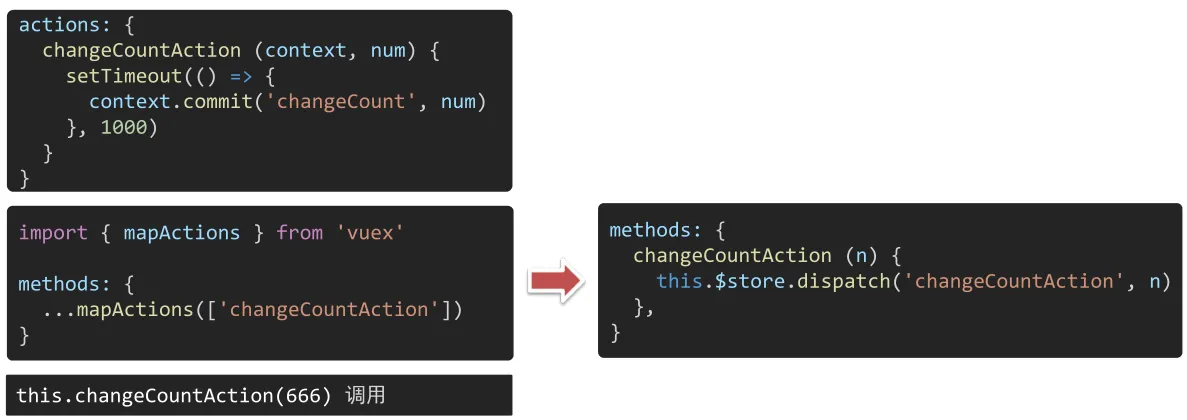 actions: {
  changeCountAction (context, num) {
    setTimeout(() => {
      context.commit('changeCount', num)
    }, 1000)
  }
}
import { mapActions } from 'vuex'
methods: {
  ...mapActions(['changeCountAction'])
}
this.changeCountAction(666) 调用
methods: {
  changeCountAction (n) {
    this.$store.dispatch('changeCountAction', n)
  },
}